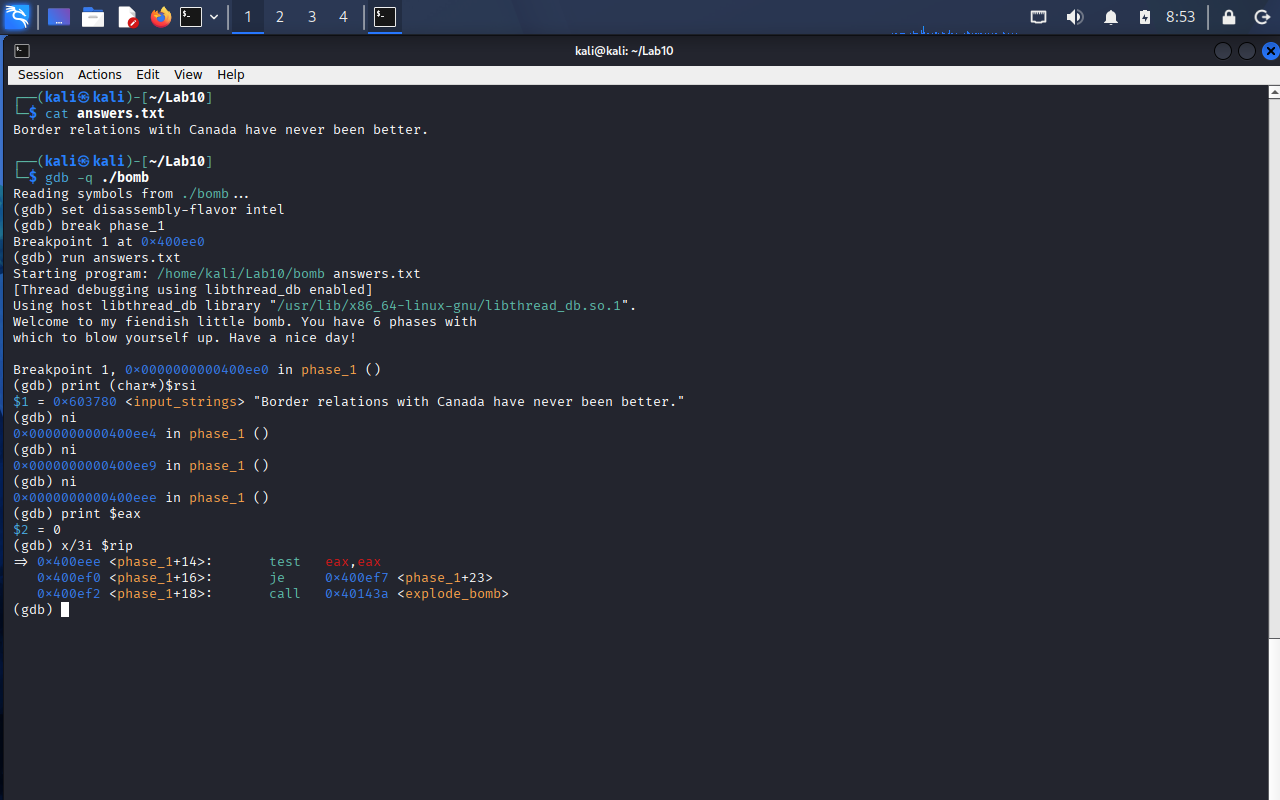 1 2 3 4 8:53
kali@kali: ~/Lab10
Session Actions Edit View Help
┌──(kali㉿kali)-[~/Lab10]
└─$ cat answers.txt
Border relations with Canada have never been better.
┌──(kali㉿kali)-[~/Lab10]
└─$ gdb -q ./bomb
Reading symbols from ./bomb...
(gdb) set disassembly-flavor intel
(gdb) break phase_1
Breakpoint 1 at 0x400ee0
(gdb) run answers.txt
Starting program: /home/kali/Lab10/bomb answers.txt
[Thread debugging using libthread_db enabled]
Using host libthread_db library "/usr/lib/x86_64-linux-gnu/libthread_db.so.1".
Welcome to my fiendish little bomb. You have 6 phases with
which to blow yourself up. Have a nice day!
Breakpoint 1, 0x0000000000400ee0 in phase_1 ()
(gdb) print (char*)$rsi
$1 = 0x603780 <input_strings> "Border relations with Canada have never been better."
(gdb) ni
0x0000000000400ee4 in phase_1 ()
(gdb) ni
0x0000000000400ee9 in phase_1 ()
(gdb) ni
0x0000000000400eee in phase_1 ()
(gdb) print $eax
$2 = 0
(gdb) x/3i $rip
=> 0x400eee <phase_1+14>: test eax,eax
0x400ef0 <phase_1+16>: je 0x400ef7 <phase_1+23>
0x400ef2 <phase_1+18>: call 0x40143a <explode_bomb>
(gdb)